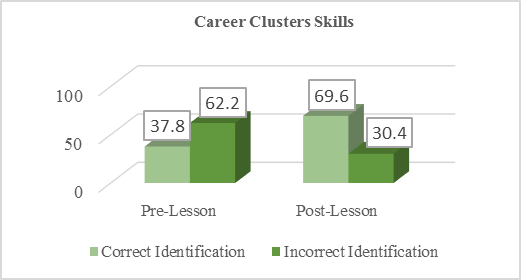 Career Clusters Skills
100
50
0
37.8
62.2
69.6
30.4
Pre-Lesson
Post-Lesson
Correct Identification
Incorrect Identification